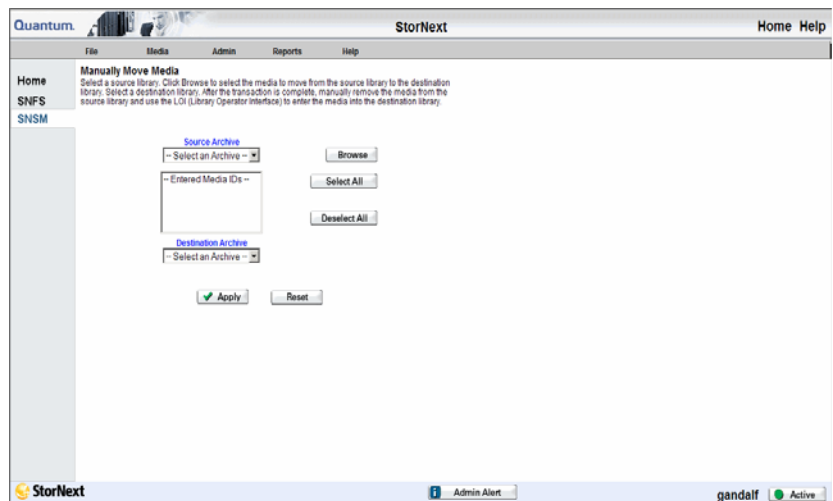 Quantum.
StorNext
Home Help
File Media Admin Reports Help
Home
SNFS
SNSM
Manually Move Media
Select a source library. Click Browse to select the media to move from the source library to the destination
library. Select a destination library. After the transaction is complete, manually remove the media from the
source library and use the LOI (Library Operator Interface) to enter the media into the destination library.
Source Archive
-- Select an Archive --
Browse
-- Entered Media IDs --
Select All
Deselect All
Destination Archive
-- Select an Archive --
Apply
Reset
StorNext
Admin Alert
gandalf
Active